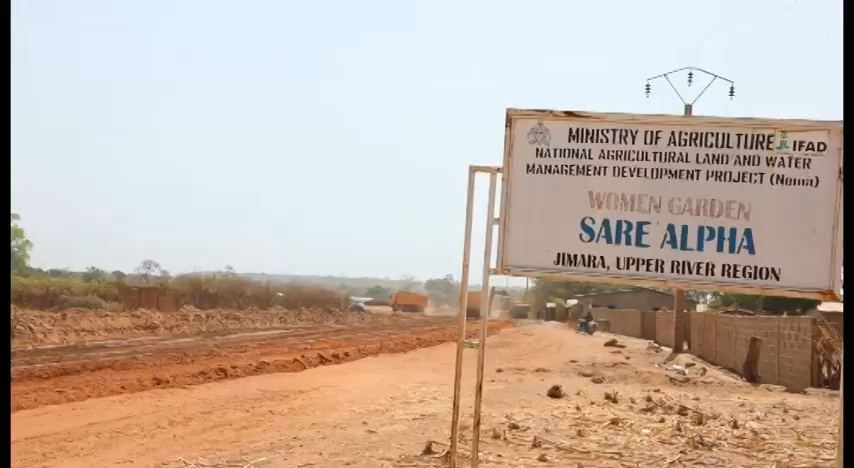 MINISTRY OF AGRICULTURE
IFAD
NATIONAL AGRICULTURAL LAND AND WATER
MANAGEMENT DEVELOPMENT PROJECT (Nema)
WOMEN GARDEN
SARE ALPHA
JIMARA, UPPER RIVER REGION